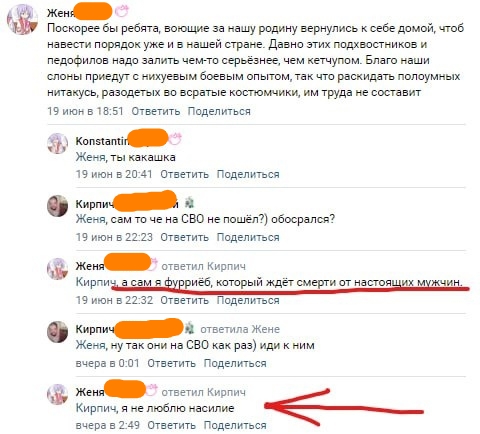 Женя
Поскорее бы ребята, воющие за нашу родину вернулись к себе домой, чтоб
навести порядок уже и в нашей стране. Давно этих подхвостников и
педофилов надо залить чем-то серьёзнее, чем кетчупом. Благо наши
слоны приедут с нихуевым боевым опытом, так что раскидать полоумных
нитакусь, разодетых во всратые костюмчики, им труда не составит
19 июн в 18:51 Ответить Поделиться
Konstantin
Женя, ты какашка
19 июн в 20:41 Ответить Поделиться
Кирпич й
Женя, сам то че на СВО не пошёл?) обосрался?
19 июн в 22:23 Ответить Поделиться
Женя ответил Кирпич
Кирпич, а сам я фурриёб, который ждёт смерти от настоящих мужчин.
19 июн в 22:32 Ответить Поделиться
Кирпич ответила Жене
Женя, ну так они на СВО как раз) иди к ним
вчера в 0:01 Ответить Поделиться
Женя ответил Кирпич
Кирпич, я не люблю насилие
вчера в 2:49 Ответить Поделиться